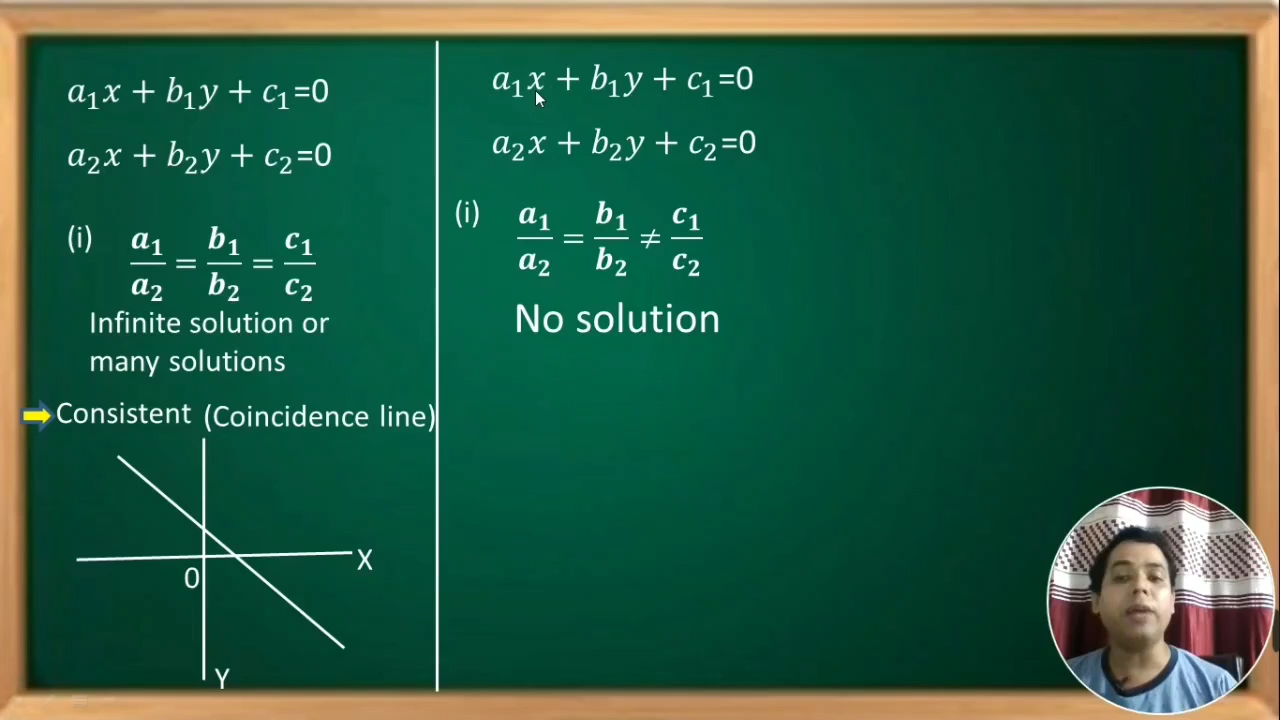 a₁x + b₁y + c₁=0
a₂x + b₂y + c₂=0
(i) a₁/a₂ = b₁/b₂ = c₁/c₂
Infinite solution or
many solutions
Consistent (Coincidence line)
X
0
Y
a₁x + b₁y + c₁=0
a₂x + b₂y + c₂=0
(i) a₁/a₂ = b₁/b₂ ≠ c₁/c₂
No solution